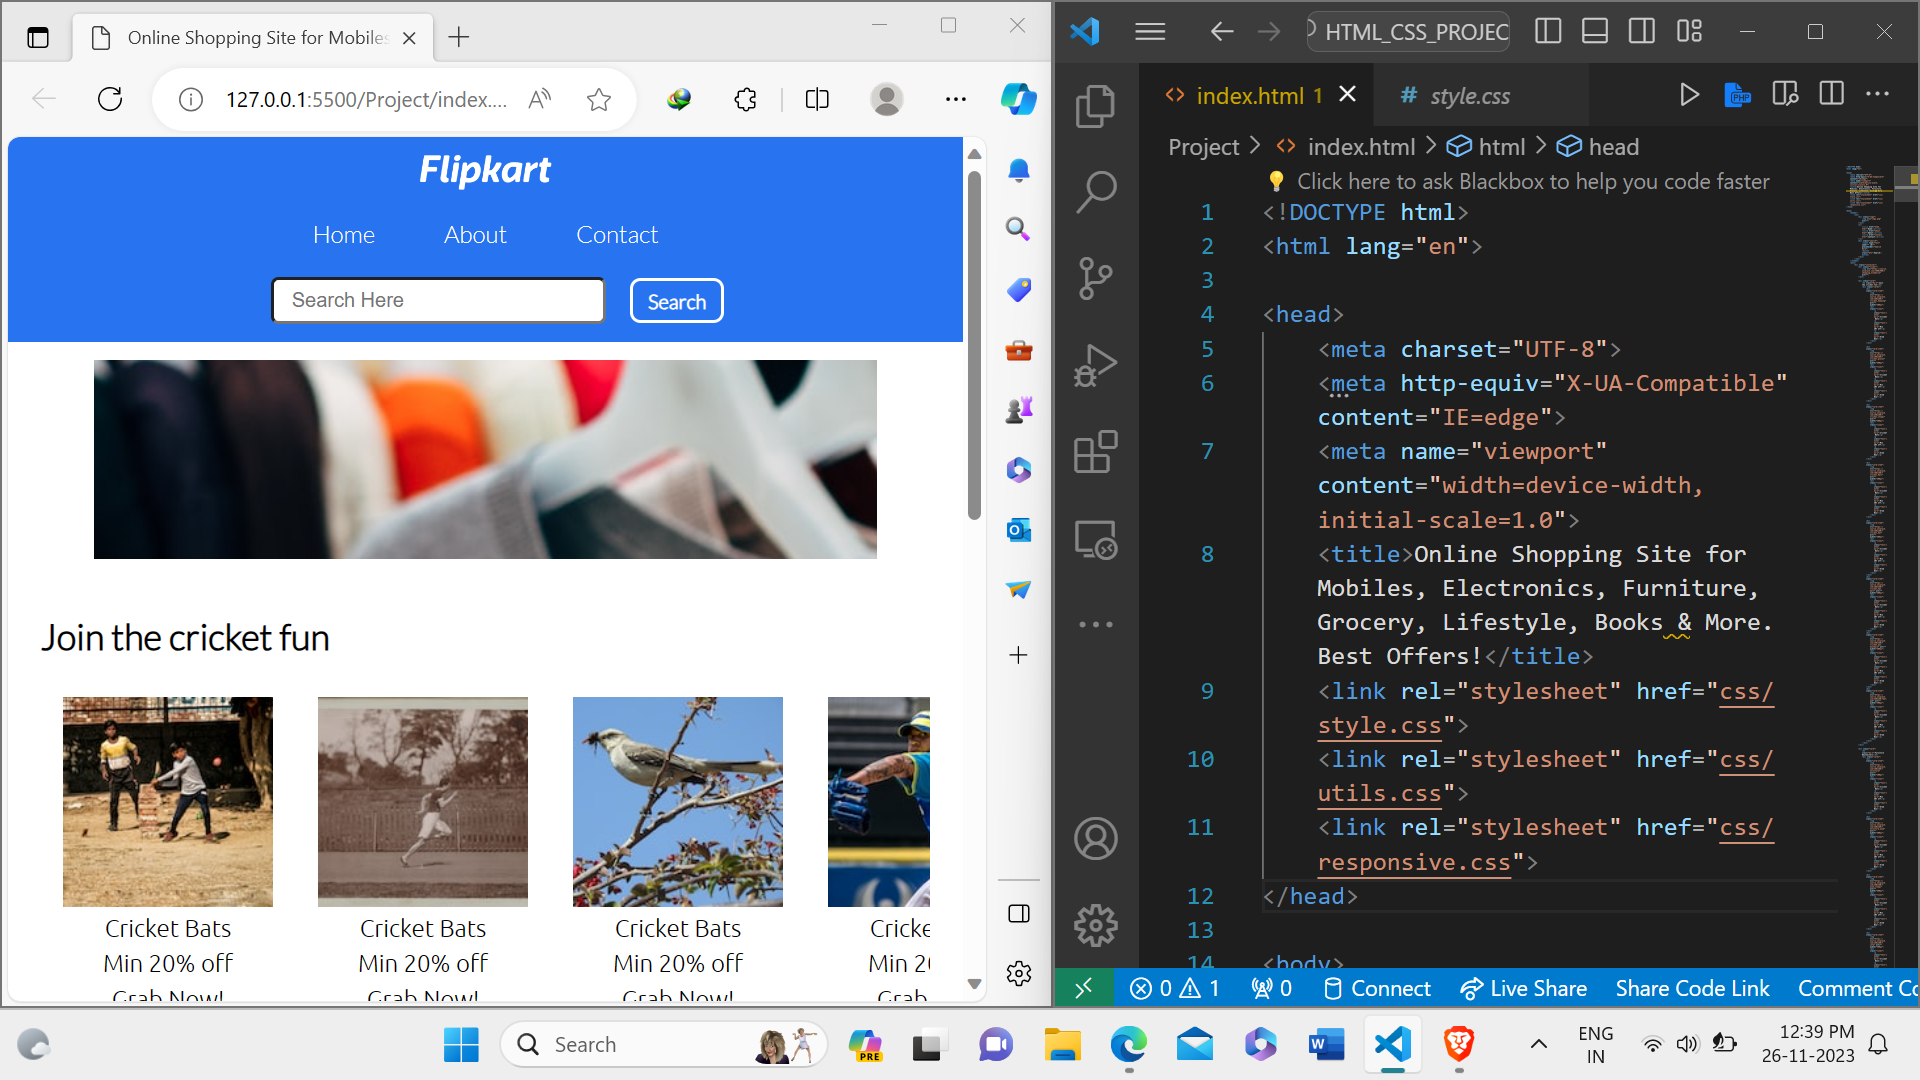 Online Shopping Site for Mobiles
127.0.0.1:5500/Project/index....
Flipkart
Home About Contact
Search Here Search
Join the cricket fun
Cricket Bats Cricket Bats Cricket Bats Cricke
Min 20% off Min 20% off Min 20% off Min 20
Grab Now! Grab Now! Grab Now! Grab
HTML_CSS_PROJEC
index.html 1 # style.css
PHP
Project > index.html > html > head
Click here to ask Blackbox to help you code faster
1 <!DOCTYPE html>
2 <html lang="en">
3
4 <head>
5 <meta charset="UTF-8">
6 <meta http-equiv="X-UA-Compatible"
content="IE=edge">
7 <meta name="viewport"
content="width=device-width,
initial-scale=1.0">
8 <title>Online Shopping Site for
Mobiles, Electronics, Furniture,
Grocery, Lifestyle, Books & More.
Best Offers!</title>
9 <link rel="stylesheet" href="css/
style.css">
10 <link rel="stylesheet" href="css/
utils.css">
11 <link rel="stylesheet" href="css/
responsive.css">
12 </head>
13
14 <body>
0 1 0 Connect Live Share Share Code Link Comment Co
Search
PRE
ENG
IN
12:39 PM
26-11-2023